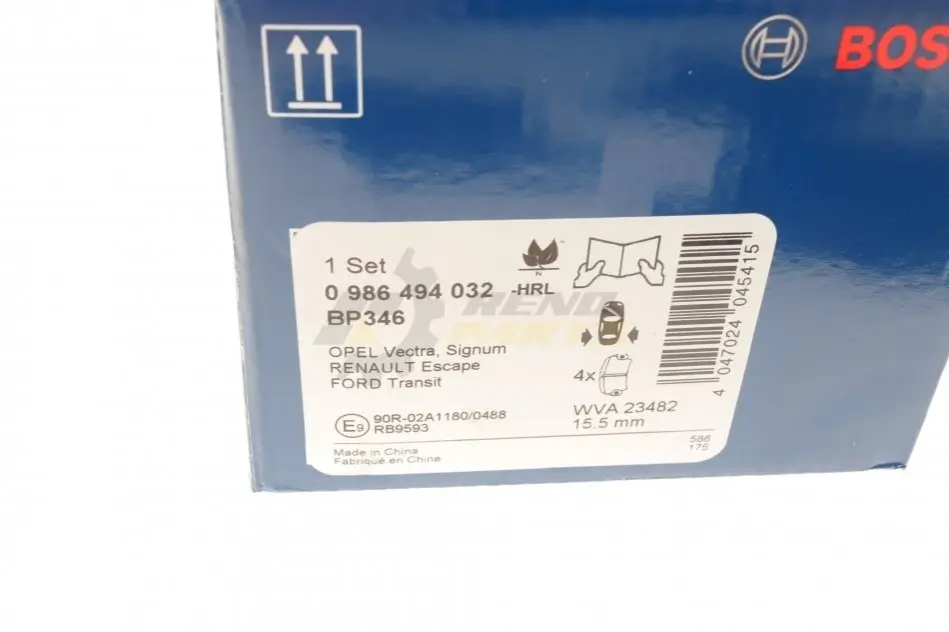 BOS
1 Set
0 986 494 032 -HRL
BP346
OPEL Vectra, Signum
RENAULT Escape
FORD Transit
E9 90R-02A1180/0488
RB9593
Made in China
Fabriqué en Chine
N
4x
WVA 23482
15.5 mm
586
175
4 047024 045415
RENO
PARTS